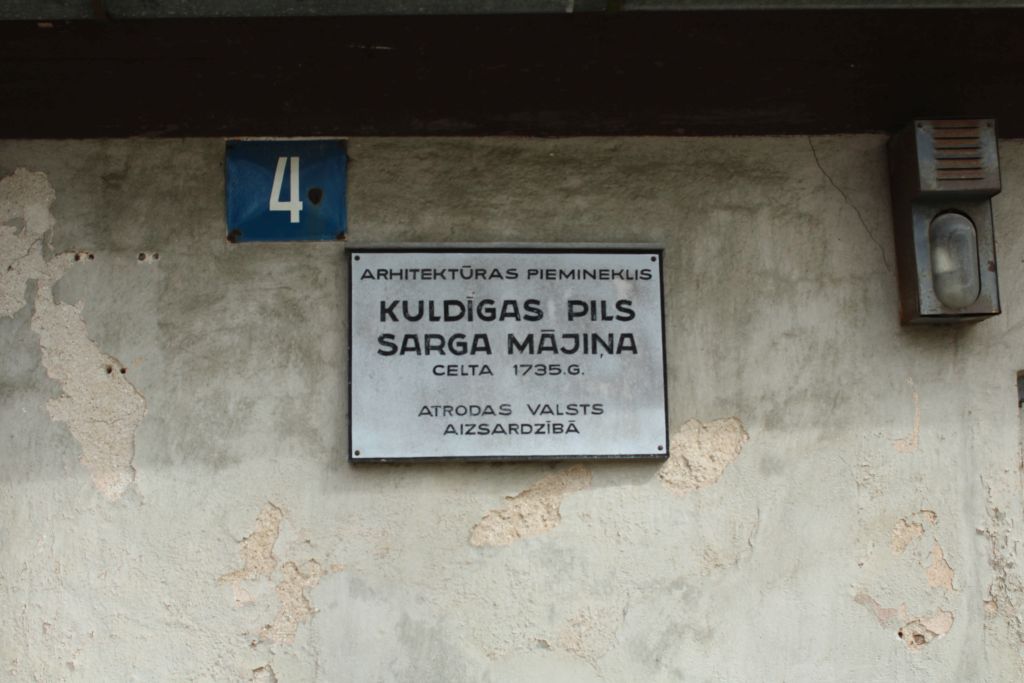 4
ARHITEKTŪRAS PIEMINEKLIS
KULDĪGAS PILS
SARGA MĀJIŅA
CELTA 1735.G.
ATRODAS VALSTS
AIZSARDZĪBĀ